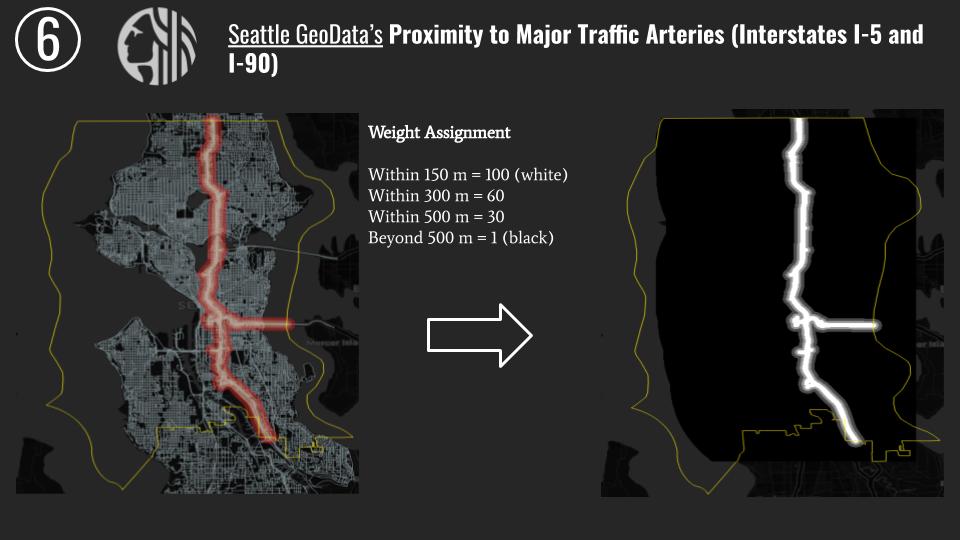 6
Seattle GeoData's Proximity to Major Traffic Arteries (Interstates I-5 and
I-90)
Weight Assignment
Within 150 m = 100 (white)
Within 300 m = 60
Within 500 m = 30
Beyond 500 m = 1 (black)